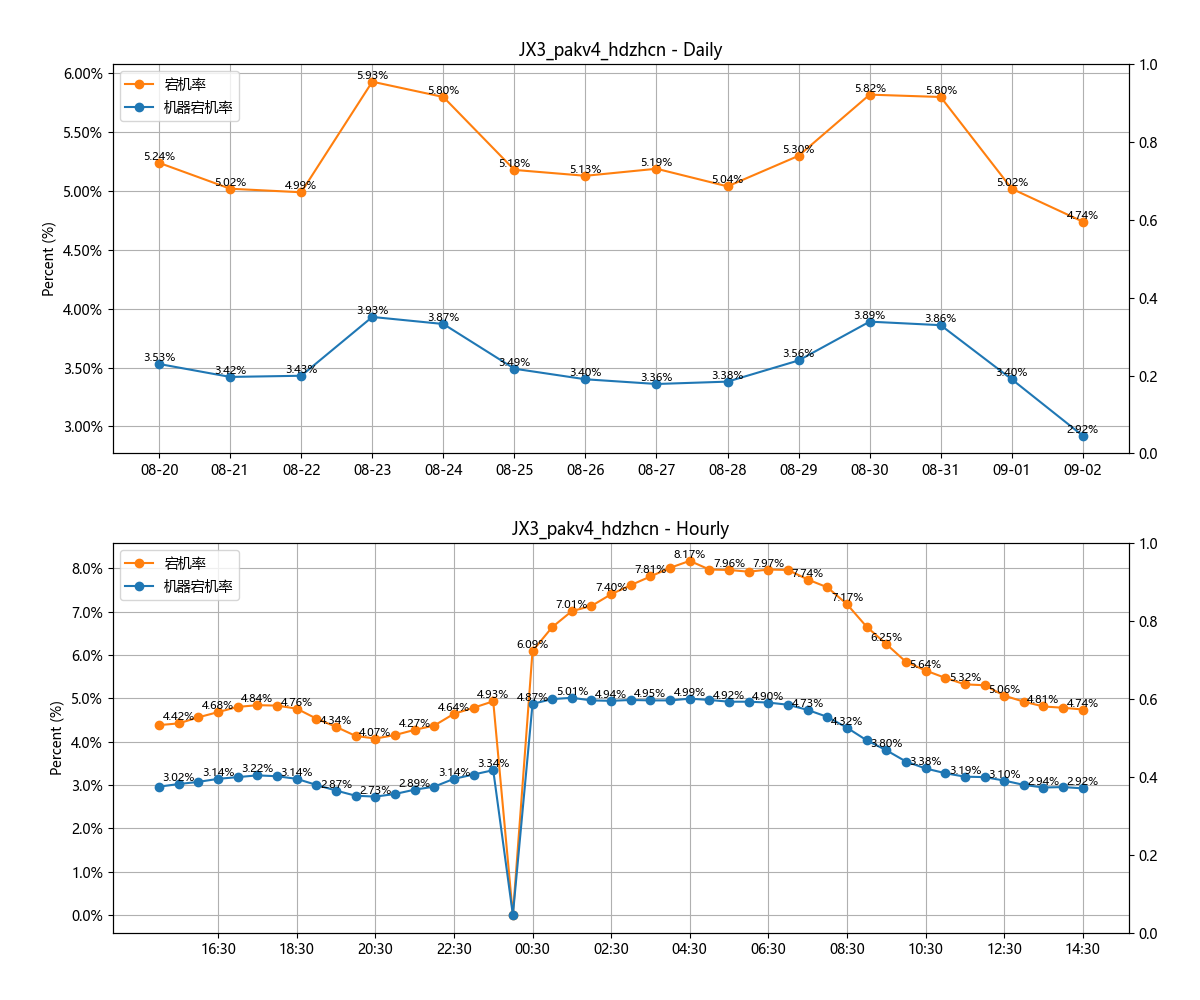 JX3_pakv4_hdzhcn - Daily
宕机率
机器宕机率
Percent (%)
6.00%
5.50%
5.00%
4.50%
4.00%
3.50%
3.00%
1.0
0.8
0.6
0.4
0.2
0.0
5.24% 5.02% 4.99% 5.93% 5.80% 5.18% 5.13% 5.19% 5.04% 5.30% 5.82% 5.80% 5.02% 4.74%
3.53% 3.42% 3.43% 3.93% 3.87% 3.49% 3.40% 3.36% 3.38% 3.56% 3.89% 3.86% 3.40% 2.92%
08-20 08-21 08-22 08-23 08-24 08-25 08-26 08-27 08-28 08-29 08-30 08-31 09-01 09-02
JX3_pakv4_hdzhcn - Hourly
宕机率
机器宕机率
Percent (%)
8.0%
7.0%
6.0%
5.0%
4.0%
3.0%
2.0%
1.0%
0.0%
1.0
0.8
0.6
0.4
0.2
0.0
4.42% 4.68% 4.84% 4.76% 4.34% 4.07% 4.27% 4.64% 4.93% 6.09% 7.01% 7.40% 7.81% 8.17% 7.96% 7.97% 7.74% 7.17% 6.25% 5.64% 5.32% 5.06% 4.81% 4.74%
3.02% 3.14% 3.22% 3.14% 2.87% 2.73% 2.89% 3.14% 3.34% 4.87% 5.01% 4.94% 4.95% 4.99% 4.92% 4.90% 4.73% 4.32% 3.80% 3.38% 3.19% 3.10% 2.94% 2.92%
16:30 18:30 20:30 22:30 00:30 02:30 04:30 06:30 08:30 10:30 12:30 14:30